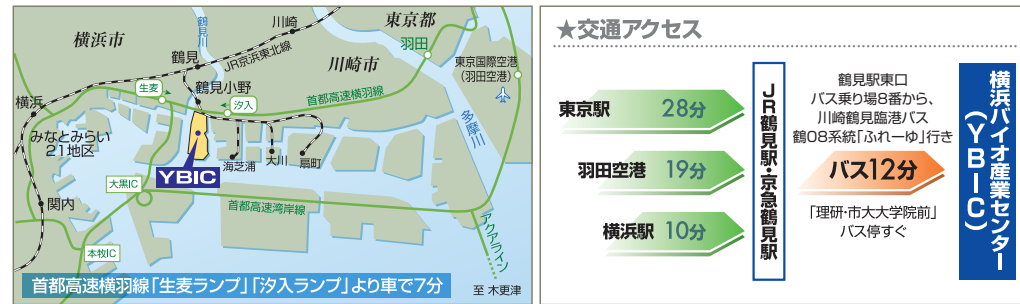 横浜市
鶴見川
川崎
東京都
羽田
鶴見
JR京浜東北線
川崎市
東京国際空港
(羽田空港)
生麦
鶴見小野
汐入
首都高速横羽線
横浜
みなとみらい
21地区
多摩川
海芝浦
大川
扇町
YBIC
大黒IC
首都高速湾岸線
関内
本牧IC
アクアライン
首都高速横羽線「生麦ランプ」「汐入ランプ」より車で7分
至 木更津
★交通アクセス
東京駅 28分
羽田空港 19分
横浜駅 10分
JR鶴見駅・京急鶴見駅
鶴見駅東口
バス乗り場8番から、
川崎鶴見臨港バス
鶴08系統「ふれーゆ」行き
バス12分
「理研・市大大学院前」
バス停すぐ
横浜バイオ産業センター
(YBIC)